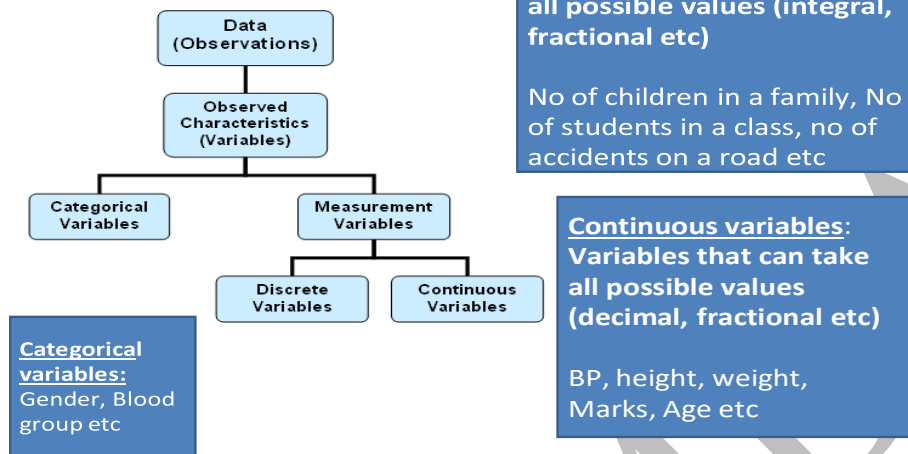 Data
(Observations)
Observed
Characteristics
(Variables)
Categorical
Variables
Measurement
Variables
Discrete
Variables
Continuous
Variables
Categorical
variables:
Gender, Blood
group etc
all possible values (integral,
fractional etc)
No of children in a family, No
of students in a class, no of
accidents on a road etc
Continuous variables:
Variables that can take
all possible values
(decimal, fractional etc)
BP, height, weight,
Marks, Age etc